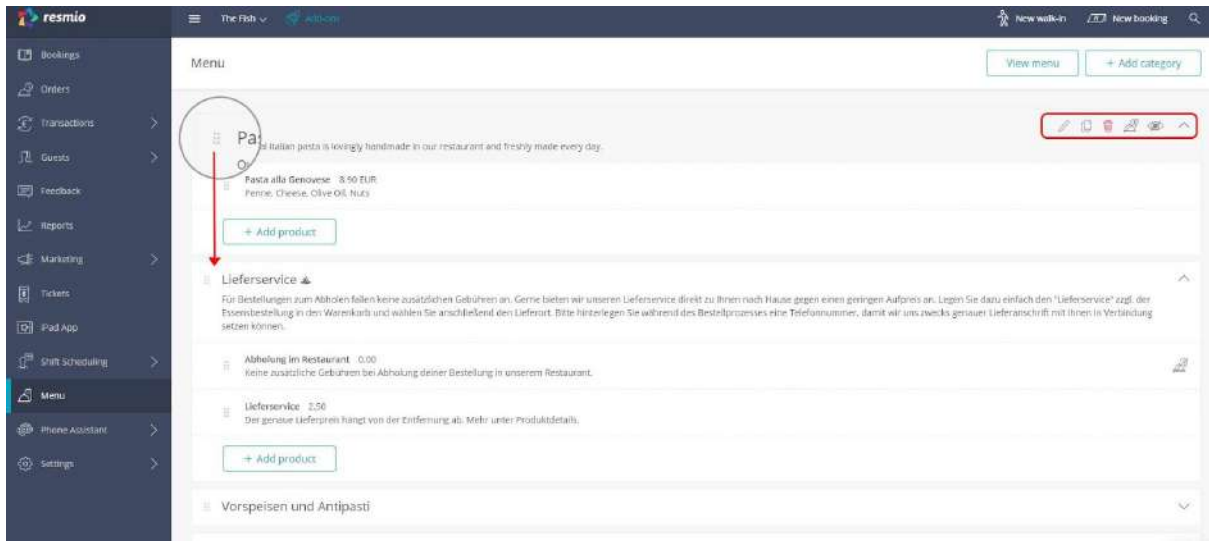 resmio
The Fish
Add-ons
New walk-in
New booking
Bookings
Orders
Transactions
Guests
Feedback
Reports
Marketing
Tickets
iPad App
Shift Scheduling
Menu
Phone Assistant
Settings
Menu
View menu
+ Add category
Pas
Italian pasta is lovingly handmade in our restaurant and freshly made every day.
Pasta alla Genovese 8.90 EUR
Penne, Cheese, Olive Oil, Nuts
+ Add product
Lieferservice
Für Bestellungen zum Abholen fallen keine zusätzlichen Gebühren an. Gerne bieten wir unseren Lieferservice direkt zu Ihnen nach Hause gegen einen geringen Aufpreis an. Legen Sie dazu einfach den "Lieferservice" zzgl. der
Essensbestellung in den Warenkorb und wählen Sie anschließend den Lieferort. Bitte hinterlegen Sie während des Bestellprozesses eine Telefonnummer, damit wir uns zwecks genauer Lieferanschrift mit Ihnen in Verbindung
setzen können.
Abholung im Restaurant 0.00
Keine zusätzliche Gebühren bei Abholung deiner Bestellung in unserem Restaurant.
Lieferservice 2.50
Der genaue Lieferpreis hängt von der Entfernung ab. Mehr unter Produktdetails.
+ Add product
Vorspeisen und Antipasti